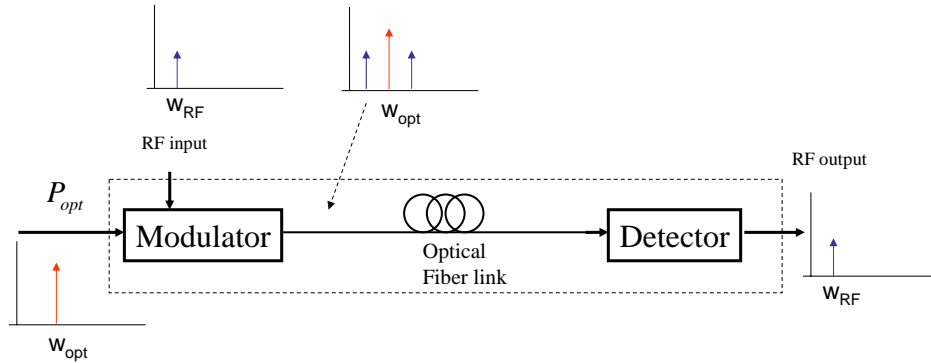 w_RF
w_opt
RF input
RF output
P_opt
Modulator
Optical
Fiber link
Detector
w_opt
w_RF